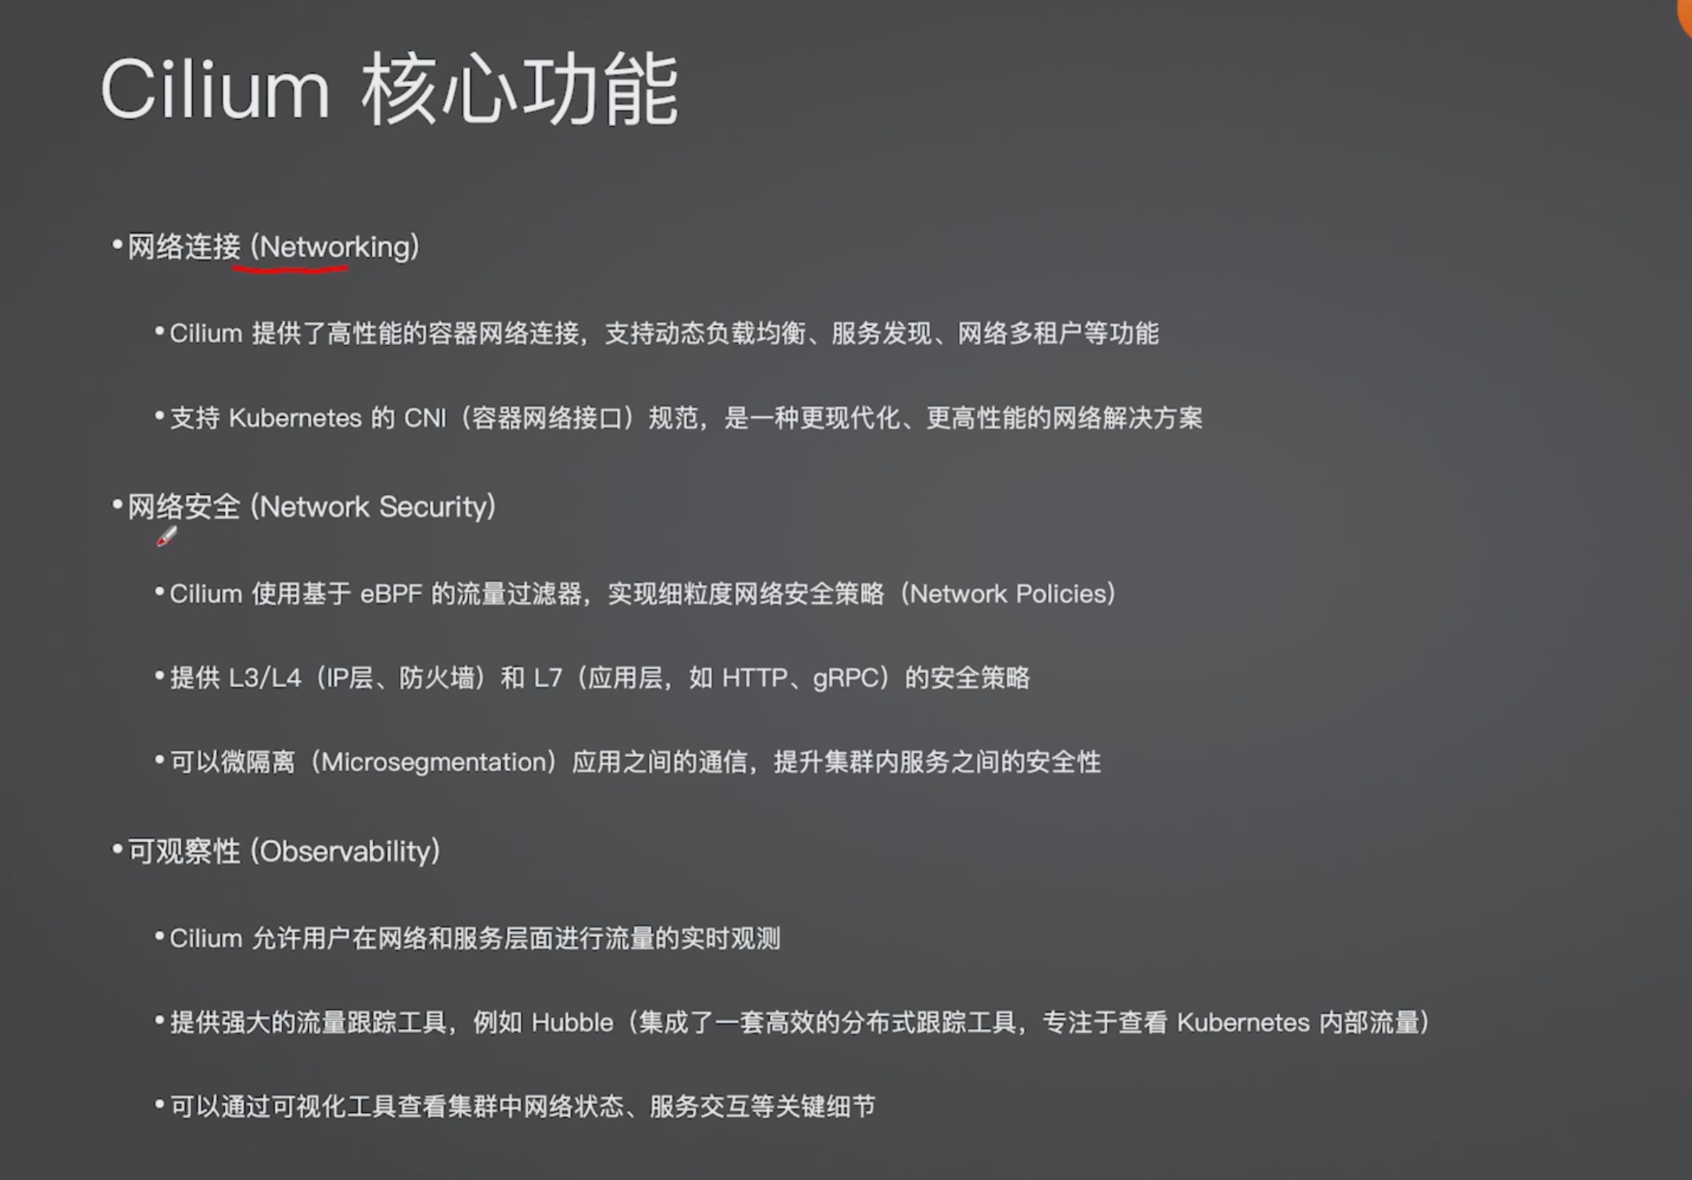 Cilium 核心功能
•网络连接 (Networking)
•Cilium 提供了高性能的容器网络连接，支持动态负载均衡、服务发现、网络多租户等功能
•支持 Kubernetes 的 CNI（容器网络接口）规范，是一种更现代化、更高性能的网络解决方案
•网络安全 (Network Security)
•Cilium 使用基于 eBPF 的流量过滤器，实现细粒度网络安全策略（Network Policies）
•提供 L3/L4（IP层、防火墙）和 L7（应用层，如 HTTP、gRPC）的安全策略
•可以微隔离（Microsegmentation）应用之间的通信，提升集群内服务之间的安全性
•可观察性 (Observability)
•Cilium 允许用户在网络和服务层面进行流量的实时观测
•提供强大的流量跟踪工具，例如 Hubble（集成了一套高效的分布式跟踪工具，专注于查看 Kubernetes 内部流量）
•可以通过可视化工具查看集群中网络状态、服务交互等关键细节